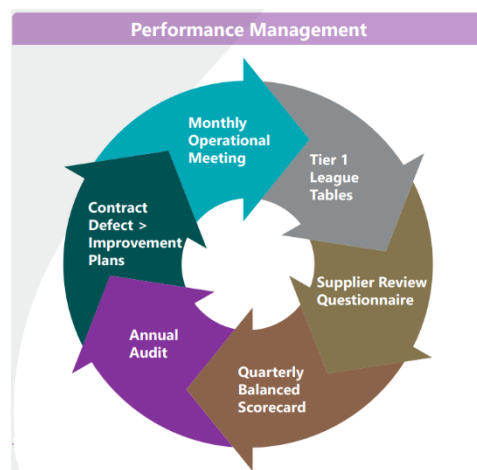 Performance Management
Monthly
Operational
Meeting
Tier 1
League
Tables
Supplier Review
Questionnaire
Quarterly
Balanced
Scorecard
Annual
Audit
Contract
Defect >
Improvement
Plans